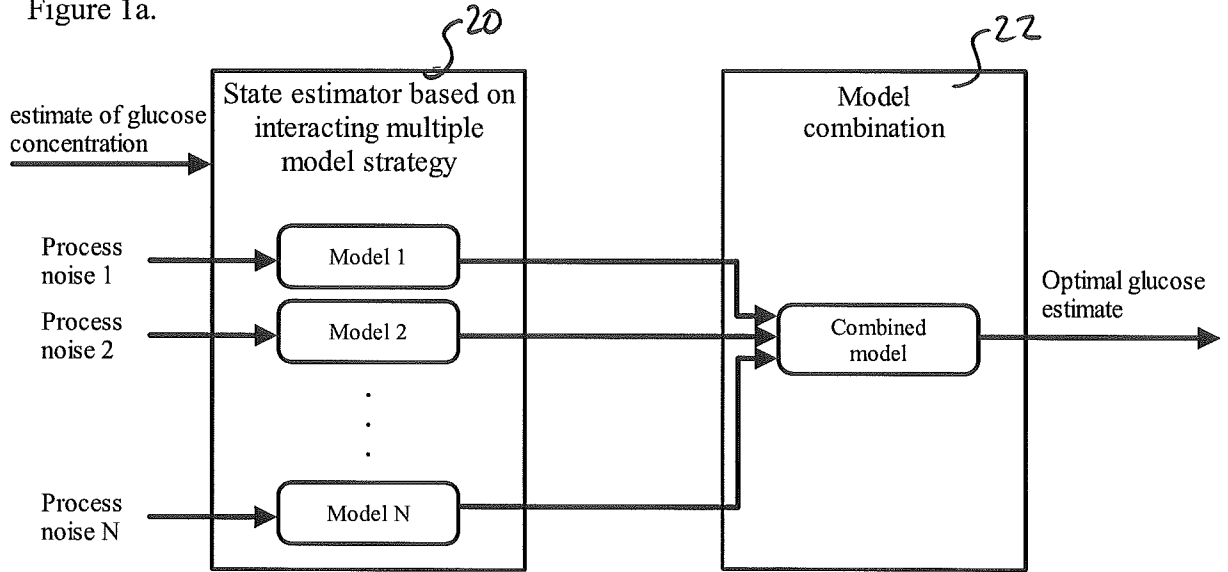 Figure 1a.
20
22
State estimator based on
interacting multiple
model strategy
Model
combination
estimate of glucose
concentration
Process
noise 1
Model 1
Process
noise 2
Model 2
Combined
model
Optimal glucose
estimate
.
.
.
Process
noise N
Model N